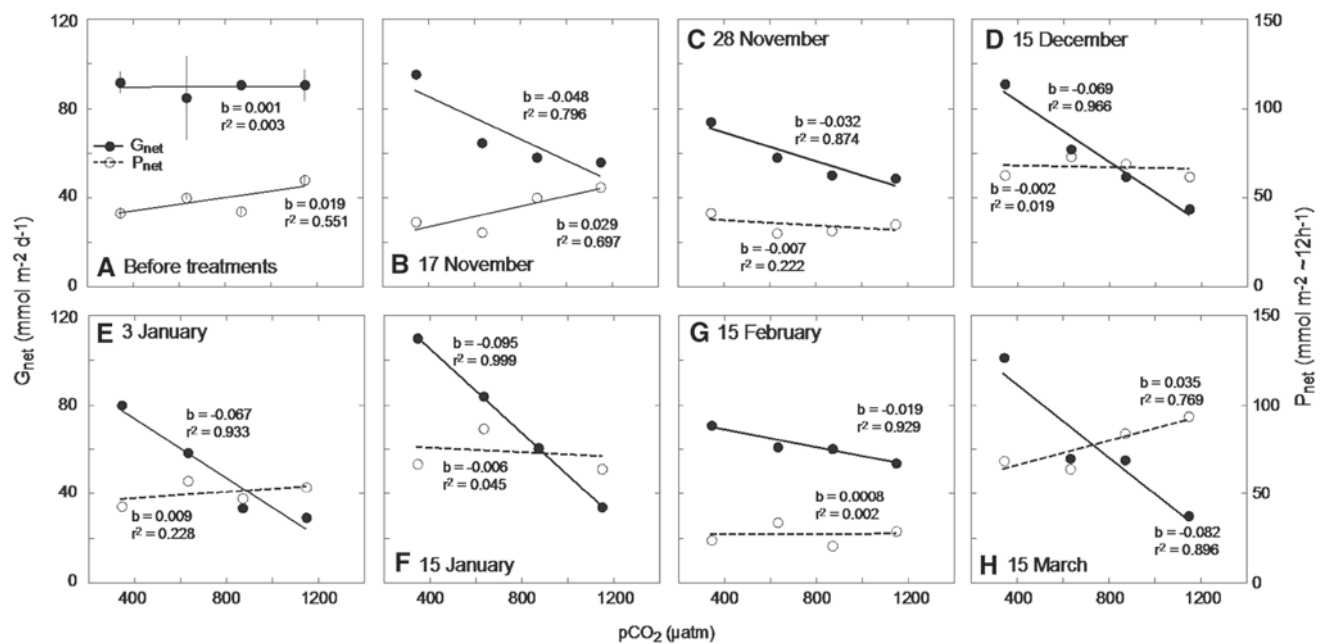 120
80
40
0
G_net (mmol m-2 d-1)
b = 0.001
r² = 0.003
G_net
P_net
b = 0.019
r² = 0.551
A Before treatments
b = -0.048
r² = 0.796
b = 0.029
r² = 0.697
B 17 November
C 28 November
b = -0.032
r² = 0.874
b = -0.007
r² = 0.222
D 15 December
b = -0.069
r² = 0.966
b = -0.002
r² = 0.019
150
100
50
0
P_net (mmol m-2 ~12h-1)
120
80
40
0
E 3 January
b = -0.067
r² = 0.933
b = 0.009
r² = 0.228
b = -0.095
r² = 0.999
b = -0.006
r² = 0.045
F 15 January
G 15 February
b = -0.019
r² = 0.929
b = 0.0008
r² = 0.002
b = 0.035
r² = 0.769
b = -0.082
r² = 0.896
H 15 March
150
100
50
0
400 800 1200 400 800 1200 400 800 1200 400 800 1200
pCO₂ (µatm)